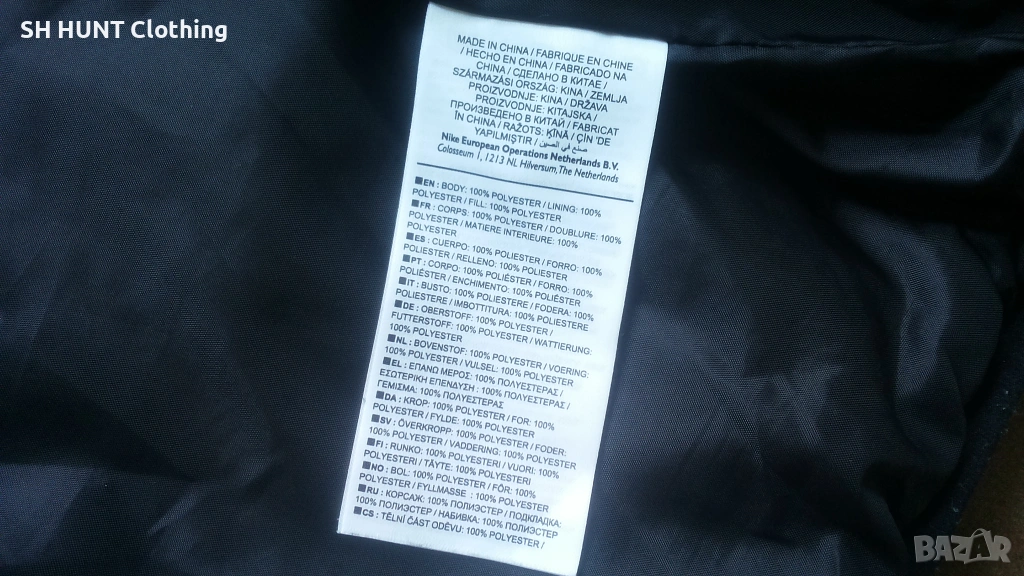 SH HUNT Clothing
MADE IN CHINA / FABRIQUE EN CHINE
/ HECHO EN CHINA / FABRICADO NA
CHINA / СДЕЛАНО В КИТАЕ /
SZÁRMAZÁSI ORSZÁG: KINA / ZEMLJA
PROIZVODNJE: KINA / DRŽAVA
PROIZVODNJE: KITAJSKA /
ПРОИЗВЕДЕНО В КИТАЙ / FABRICAT
ÎN CHINA / RAŽOTS: ĶĪNĀ / ÇİN 'DE
YAPILMIŞTIR / صنع في الصين
Nike European Operations Netherlands B.V.
Colosseum 1, 1213 NL Hilversum, The Netherlands
■EN : BODY: 100% POLYESTER / LINING: 100%
POLYESTER / FILL: 100% POLYESTER
■FR : CORPS: 100% POLYESTER / DOUBLURE: 100%
POLYESTER / MATIERE INTERIEURE: 100%
POLYESTER
■ES : CUERPO: 100% POLIESTER / FORRO: 100%
POLIESTER / RELLENO: 100% POLIESTER
■PT : CORPO: 100% POLIÉSTER / FORRO: 100%
POLIÉSTER / ENCHIMENTO: 100% POLIÉSTER
■IT : BUSTO: 100% POLIESTERE / FODERA: 100%
POLIESTERE / IMBOTTITURA: 100% POLIESTERE
■DE : OBERSTOFF: 100% POLYESTER /
FUTTERSTOFF: 100% POLYESTER / WATTIERUNG:
100% POLYESTER
■NL : BOVENSTOF: 100% POLYESTER / VOERING:
100% POLYESTER / VULSEL: 100% POLYESTER
■EL : ΕΠΑΝΩ ΜΕΡΟΣ: 100% ΠΟΛΥΕΣΤΕΡΑΣ /
ΕΣΩΤΕΡΙΚΗ ΕΠΕΝΔΥΣΗ : 100% ΠΟΛΥΕΣΤΕΡΑΣ /
ΓΕΜΙΣΜΑ: 100% ΠΟΛΥΕΣΤΕΡΑΣ
■DA : KROP: 100% POLYESTER / FOR: 100%
POLYESTER / FYLDE: 100% POLYESTER
■SV : ÖVERKROPP: 100% POLYESTER / FODER:
100% POLYESTER / VADDERING: 100% POLYESTER
■FI : RUNKO: 100% POLYESTERI / VUORI: 100%
POLYESTERI / TÄYTE: 100% POLYESTERI
■NO : BOL: 100% POLYESTER / FÔR: 100%
POLYESTER / FYLLMASSE : 100% POLYESTER
■RU : КОРСАЖ: 100% ПОЛИЭСТЕР / ПОДКЛАДКА:
100% ПОЛИЭСТЕР / НАБИВКА: 100% ПОЛИЭСТЕР
■CS : TĚLNÍ ČÁST ODĚVU: 100% POLYESTER /
BAZAR